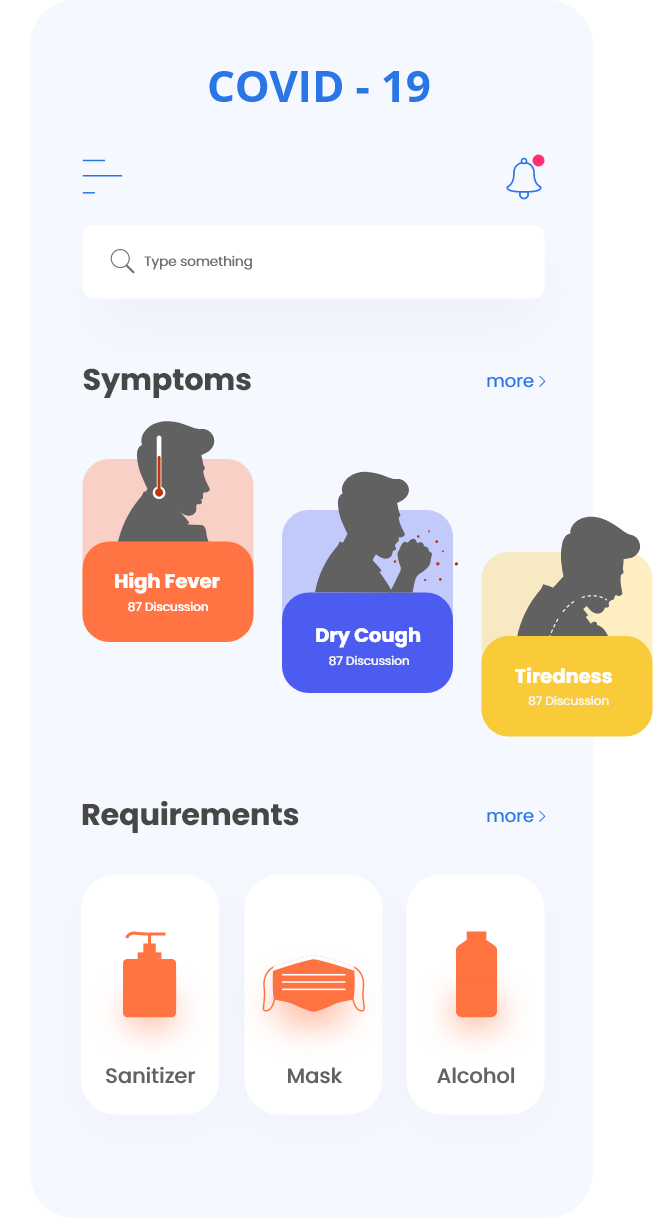 COVID - 19
Type something
Symptoms
more >
High Fever
87 Discussion
Dry Cough
87 Discussion
Tiredness
87 Discussion
Requirements
more >
Sanitizer
Mask
Alcohol